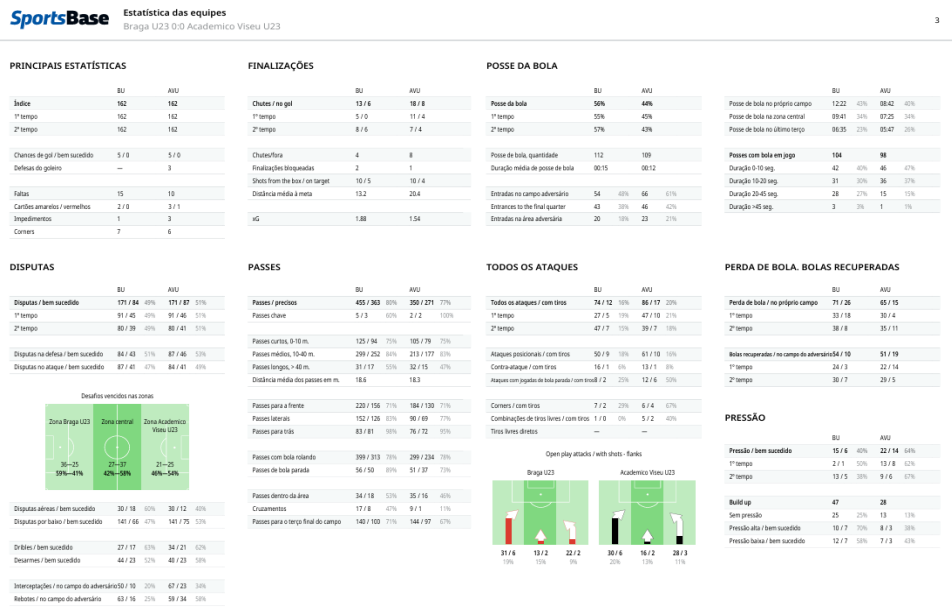 SportsBase
Estatística das equipes
Braga U23 0:0 Academico Viseu U23
3
PRINCIPAIS ESTATÍSTICAS
BU AVU
Índice 162 162
1º tempo 162 162
2º tempo 162 162
Chances de gol / bem sucedido 5 / 0 5 / 0
Defesas do goleiro — 3
Faltas 15 10
Cartões amarelos / vermelhos 2 / 0 3 / 1
Impedimentos 1 3
Corners 7 6
FINALIZAÇÕES
BU AVU
Chutes / no gol 13 / 6 18 / 8
1º tempo 5 / 0 11 / 4
2º tempo 8 / 6 7 / 4
Chutes/fora 4 8
Finalizações bloqueadas 2 1
Shots from the box / on target 10 / 5 10 / 4
Distância média à meta 13.2 20.4
xG 1.88 1.54
POSSE DA BOLA
BU AVU
Posse da bola 56% 44%
1º tempo 55% 45%
2º tempo 57% 43%
Posse de bola, quantidade 112 109
Duração média de posse de bola 00:15 00:12
Entradas no campo adversário 54 48% 66 61%
Entrances to the final quarter 43 38% 46 42%
Entradas na área adversária 20 18% 23 21%
BU AVU
Posse de bola no próprio campo 12:22 43% 08:42 40%
Posse de bola na zona central 09:41 34% 07:25 34%
Posse de bola no último terço 06:35 23% 05:47 26%
Posses com bola em jogo 104 98
Duração 0-10 seg. 42 40% 46 47%
Duração 10-20 seg. 31 30% 36 37%
Duração 20-45 seg. 28 27% 15 15%
Duração >45 seg. 3 3% 1 1%
DISPUTAS
BU AVU
Disputas / bem sucedido 171 / 84 49% 171 / 87 51%
1º tempo 91 / 45 49% 91 / 46 51%
2º tempo 80 / 39 49% 80 / 41 51%
Disputas na defesa / bem sucedido 84 / 43 51% 87 / 46 53%
Disputas no ataque / bem sucedido 87 / 41 47% 84 / 41 49%
Desafios vencidos nas zonas
Zona Braga U23 Zona central Zona Academico
Viseu U23
36—25 27—37 21—25
59%—41% 42%—58% 46%—54%
Disputas aéreas / bem sucedido 30 / 18 60% 30 / 12 40%
Disputas por baixo / bem sucedido 141 / 66 47% 141 / 75 53%
Dribles / bem sucedido 27 / 17 63% 34 / 21 62%
Desarmes / bem sucedido 44 / 23 52% 40 / 23 58%
Interceptações / no campo do adversário 50 / 10 20% 67 / 23 34%
Rebotes / no campo do adversário 63 / 16 25% 59 / 34 58%
PASSES
BU AVU
Passes / precisos 455 / 363 80% 350 / 271 77%
Passes chave 5 / 3 60% 2 / 2 100%
Passes curtos, 0-10 m. 125 / 94 75% 105 / 79 75%
Passes médios, 10-40 m. 299 / 252 84% 213 / 177 83%
Passes longos, > 40 m. 31 / 17 55% 32 / 15 47%
Distância média dos passes em m. 18.6 18.3
Passes para a frente 220 / 156 71% 184 / 130 71%
Passes laterais 152 / 126 83% 90 / 69 77%
Passes para trás 83 / 81 98% 76 / 72 95%
Passes com bola rolando 399 / 313 78% 299 / 234 78%
Passes de bola parada 56 / 50 89% 51 / 37 73%
Passes dentro da área 34 / 18 53% 35 / 16 46%
Cruzamentos 17 / 8 47% 9 / 1 11%
Passes para o terço final do campo 140 / 100 71% 144 / 97 67%
TODOS OS ATAQUES
BU AVU
Todos os ataques / com tiros 74 / 12 16% 86 / 17 20%
1º tempo 27 / 5 19% 47 / 10 21%
2º tempo 47 / 7 15% 39 / 7 18%
Ataques posicionais / com tiros 50 / 9 18% 61 / 10 16%
Contra-ataque / com tiros 16 / 1 6% 13 / 1 8%
Ataques com jogadas de bola parada / com tiros 8 / 2 25% 12 / 6 50%
Corners / com tiros 7 / 2 29% 6 / 4 67%
Combinações de tiros livres / com tiros 1 / 0 0% 5 / 2 40%
Tiros livres diretos — —
Open play attacks / with shots - flanks
Braga U23 Academico Viseu U23
31 / 6 13 / 2 22 / 2 30 / 6 16 / 2 28 / 3
19% 15% 9% 20% 13% 11%
PERDA DE BOLA. BOLAS RECUPERADAS
BU AVU
Perda de bola / no próprio campo 71 / 26 65 / 15
1º tempo 33 / 18 30 / 4
2º tempo 38 / 8 35 / 11
Bolas recuperadas / no campo do adversário 54 / 10 51 / 19
1º tempo 24 / 3 22 / 14
2º tempo 30 / 7 29 / 5
PRESSÃO
BU AVU
Pressão / bem sucedido 15 / 6 40% 22 / 14 64%
1º tempo 2 / 1 50% 13 / 8 62%
2º tempo 13 / 5 38% 9 / 6 67%
Build up 47 28
Sem pressão 25 25% 13 13%
Pressão alta / bem sucedido 10 / 7 70% 8 / 3 38%
Pressão baixa / bem sucedido 12 / 7 58% 7 / 3 43%